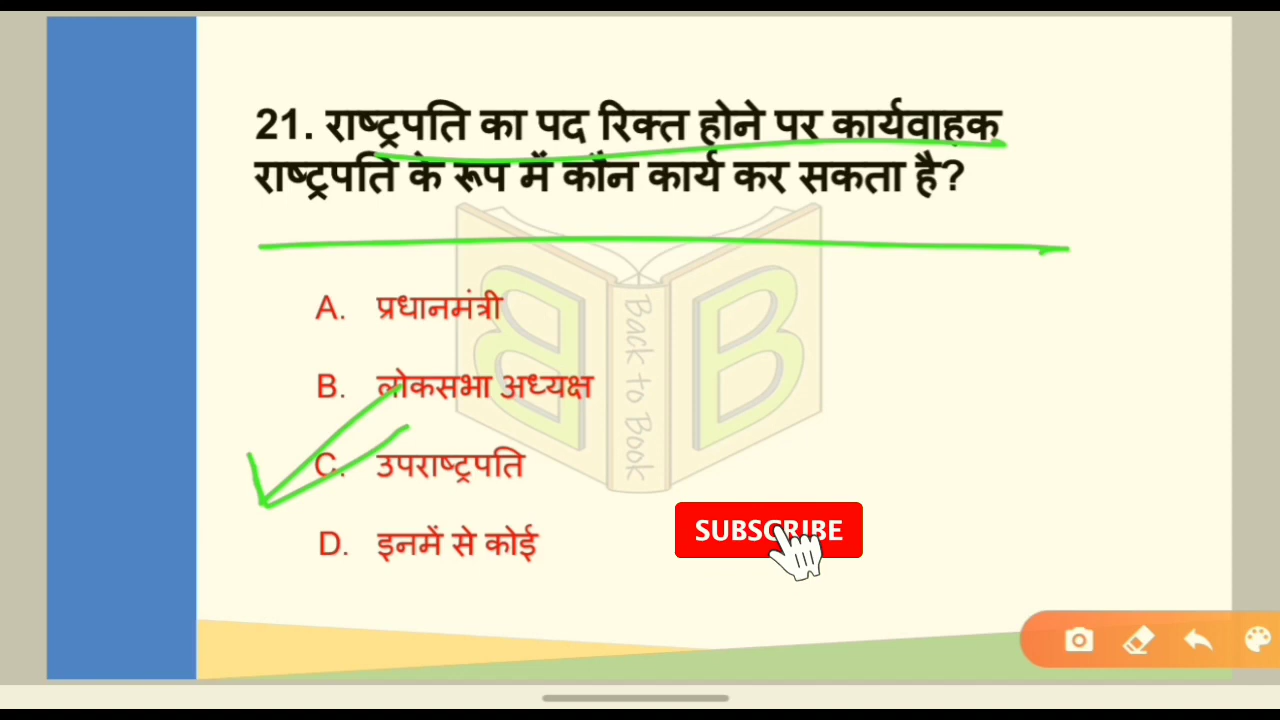 21. राष्ट्रपति का पद रिक्त होने पर कार्यवाहक
राष्ट्रपति के रूप में कौन कार्य कर सकता है?
A. प्रधानमंत्री
B. लोकसभा अध्यक्ष
C. उपराष्ट्रपति
D. इनमें से कोई
B
Back to Book
B
SUBSCRIBE